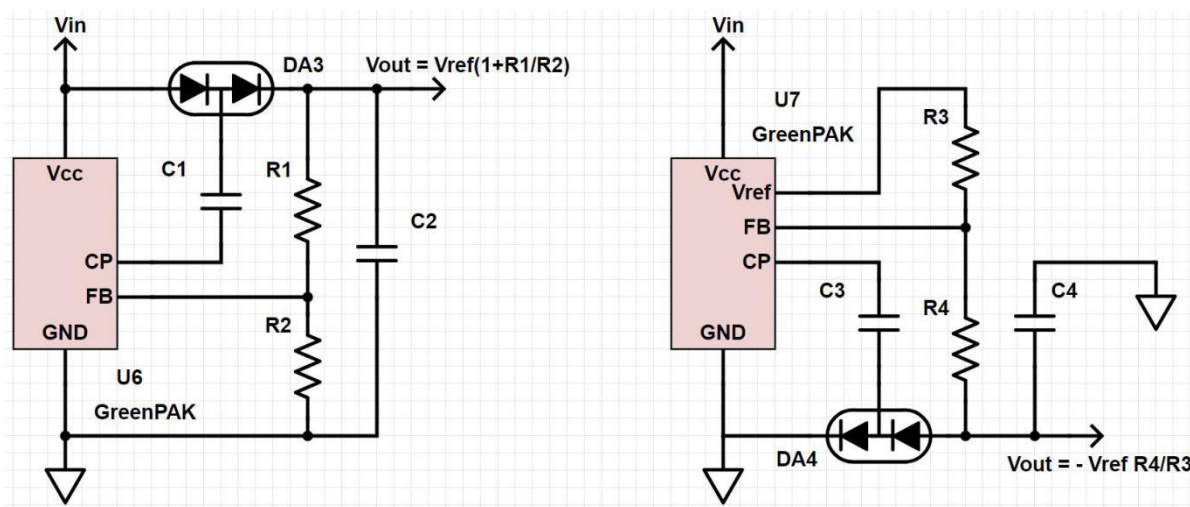 Vin
DA3
Vout = Vref(1+R1/R2)
Vcc
C1
R1
C2
CP
FB
R2
GND
U6
GreenPAK
Vin
U7
GreenPAK
R3
Vcc
Vref
FB
CP
C3
R4
C4
GND
DA4
Vout = - Vref R4/R3